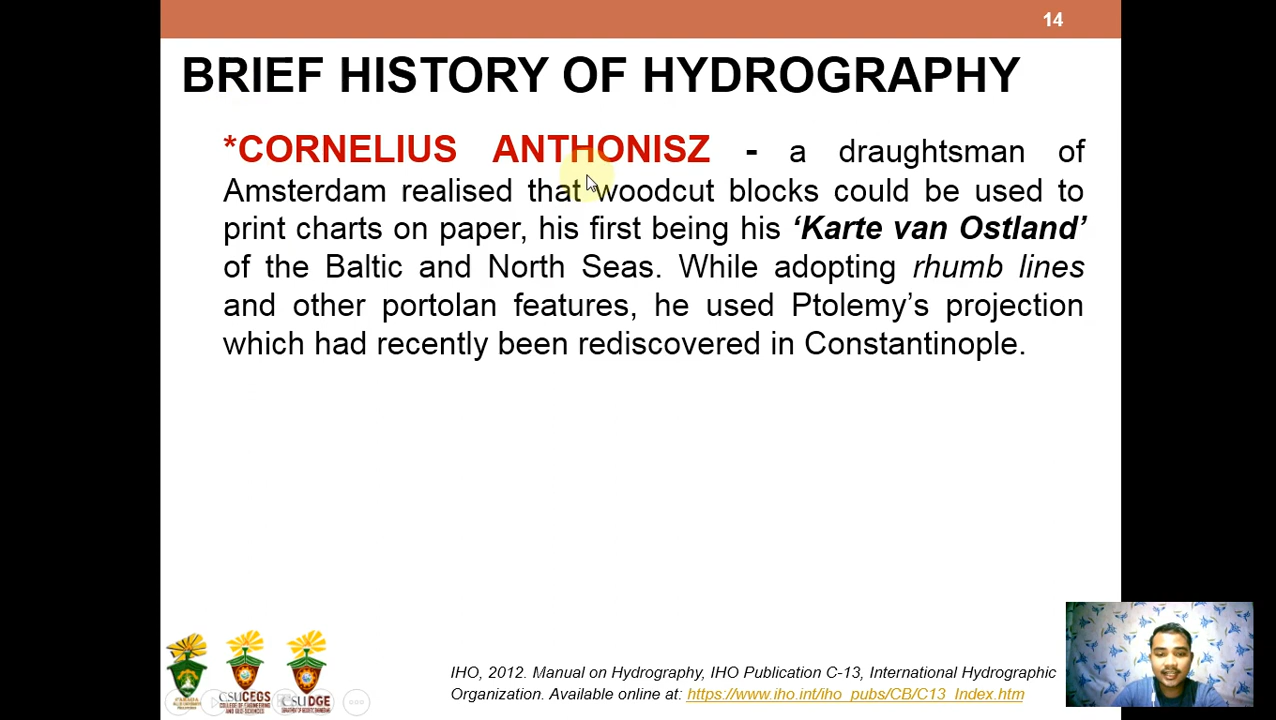 14
BRIEF HISTORY OF HYDROGRAPHY
*CORNELIUS ANTHONISZ - a draughtsman of
Amsterdam realised that woodcut blocks could be used to
print charts on paper, his first being his ‘Karte van Ostland’
of the Baltic and North Seas. While adopting rhumb lines
and other portolan features, he used Ptolemy’s projection
which had recently been rediscovered in Constantinople.
CSUCEGS
CSUDGE
IHO, 2012. Manual on Hydrography, IHO Publication C-13, International Hydrographic
Organization. Available online at: https://www.iho.int/iho_pubs/CB/C13_Index.htm